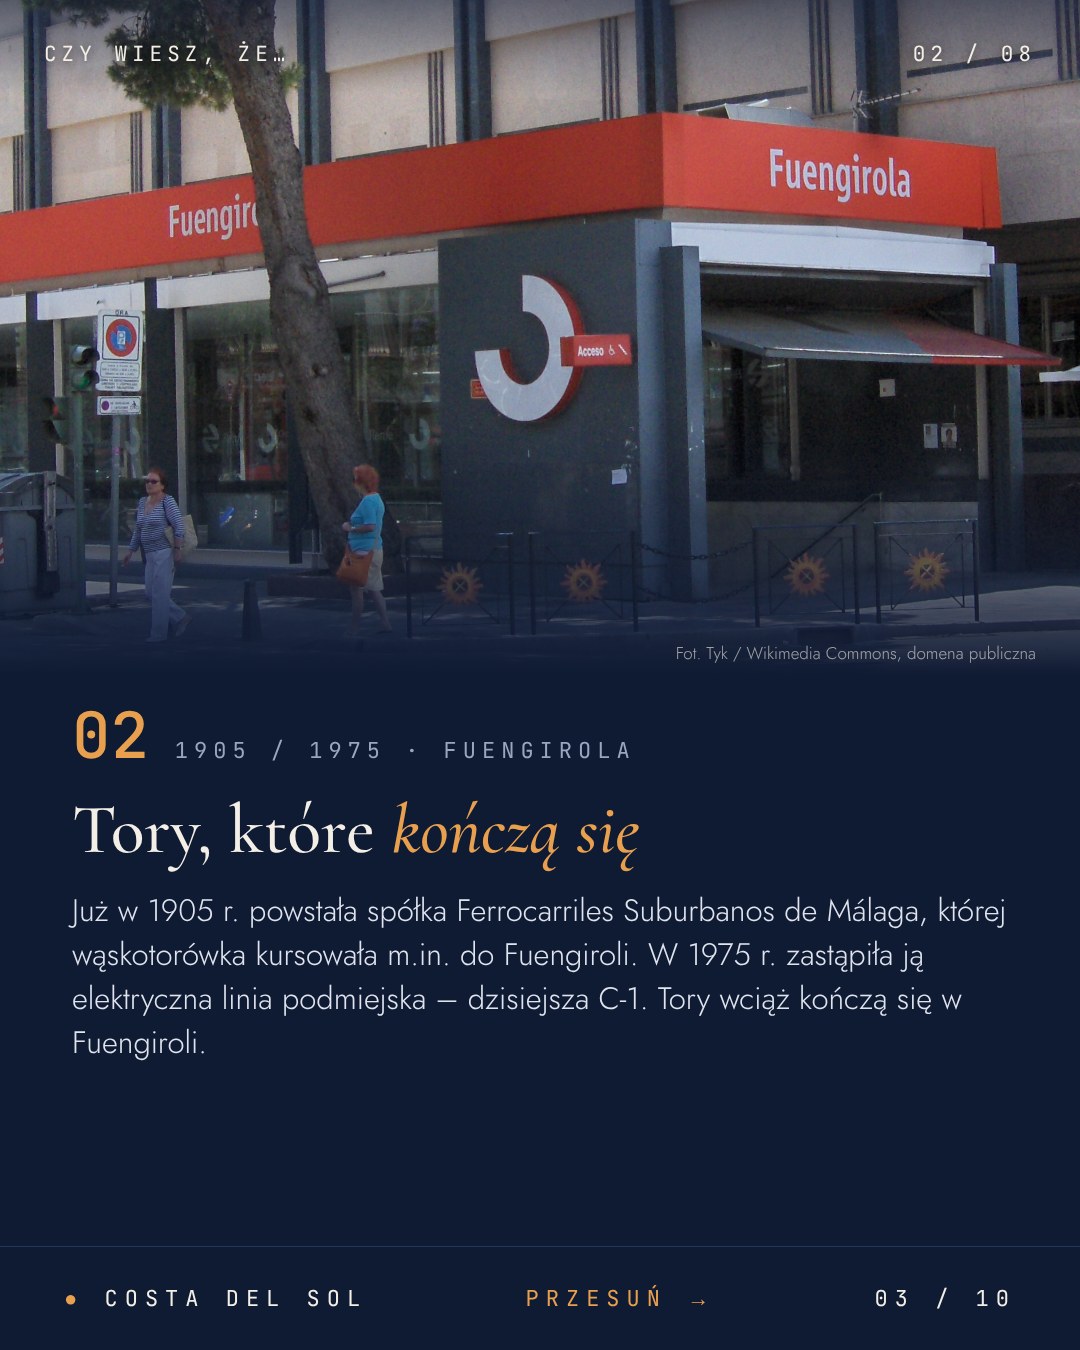 CZY WIESZ, ŻE…
02 / 08
Fuengirola
Fuengiro
Acceso
Fot. Tyk / Wikimedia Commons, domena publiczna
02 1905 / 1975 · FUENGIROLA
Tory, które kończą się
Już w 1905 r. powstała spółka Ferrocarriles Suburbanos de Málaga, której
wąskotorówka kursowała m.in. do Fuengiroli. W 1975 r. zastąpiła ją
elektryczna linia podmiejska – dzisiejsza C-1. Tory wciąż kończą się w
Fuengiroli.
• COSTA DEL SOL
PRZESUŃ →
03 / 10